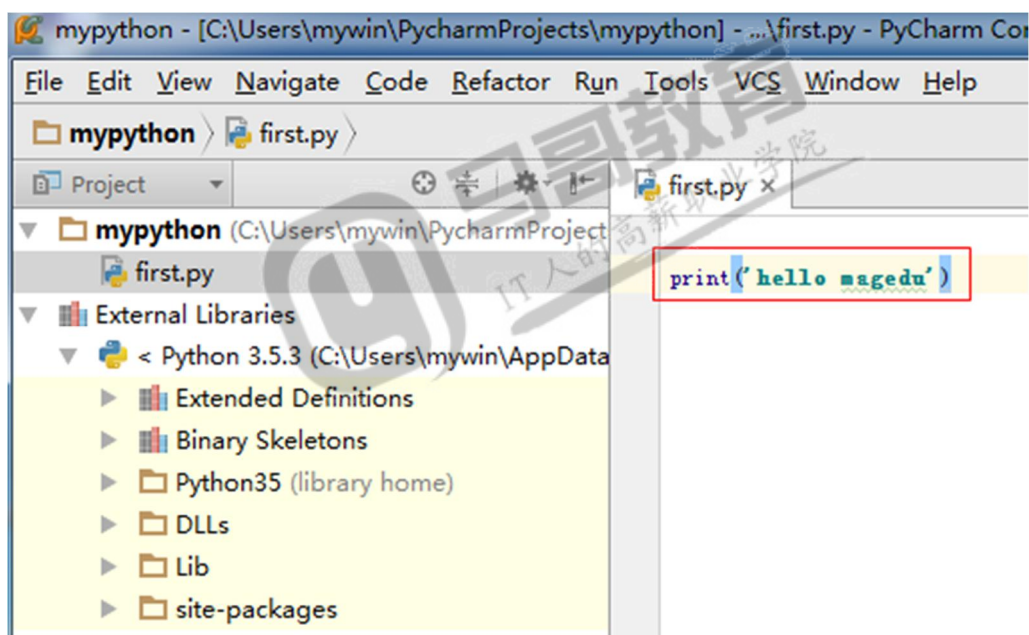 mypython - [C:\Users\mywin\PycharmProjects\mypython] - ...\first.py - PyCharm Con
File Edit View Navigate Code Refactor Run Tools VCS Window Help
mypython first.py
Project
first.py ×
mypython (C:\Users\mywin\PycharmProject
first.py
print('hello magedu')
External Libraries
< Python 3.5.3 (C:\Users\mywin\AppData
Extended Definitions
Binary Skeletons
Python35 (library home)
DLLs
Lib
site-packages
马哥教育
IT人的高薪职业学院